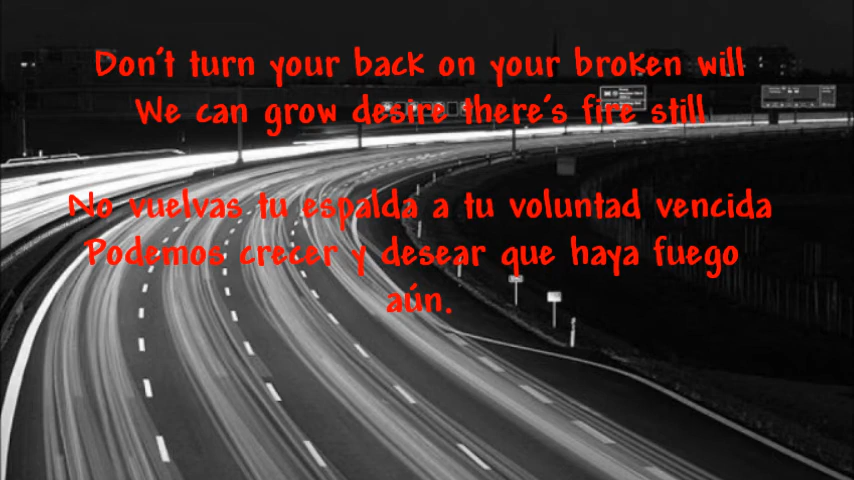 Don't turn your back on your broken will
We can grow desire there's fire still
No vuelvas tu espalda a tu voluntad vencida
Podemos crecer y desear que haya fuego
aún.